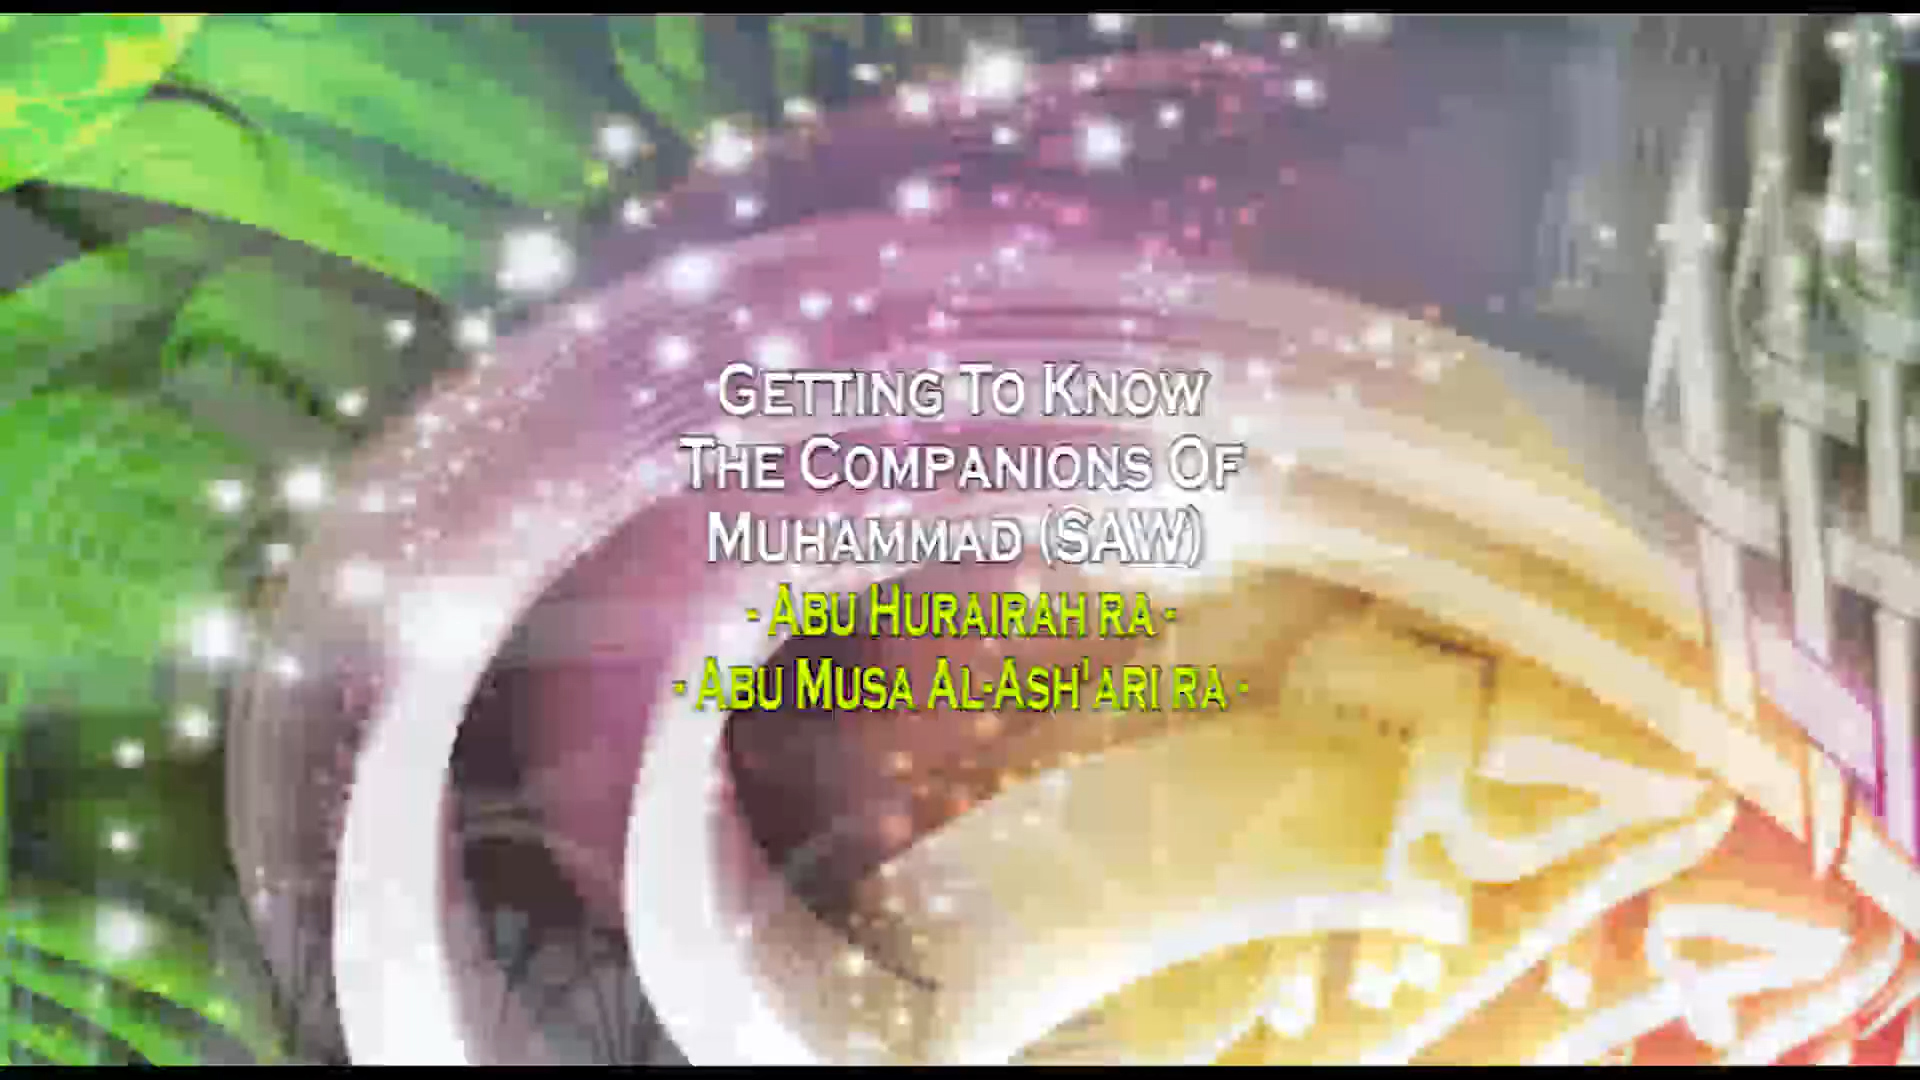 Getting To Know
The Companions Of
Muhammad (SAW)
- Abu Hurairah ra -
- Abu Musa Al-Ash'ari ra -